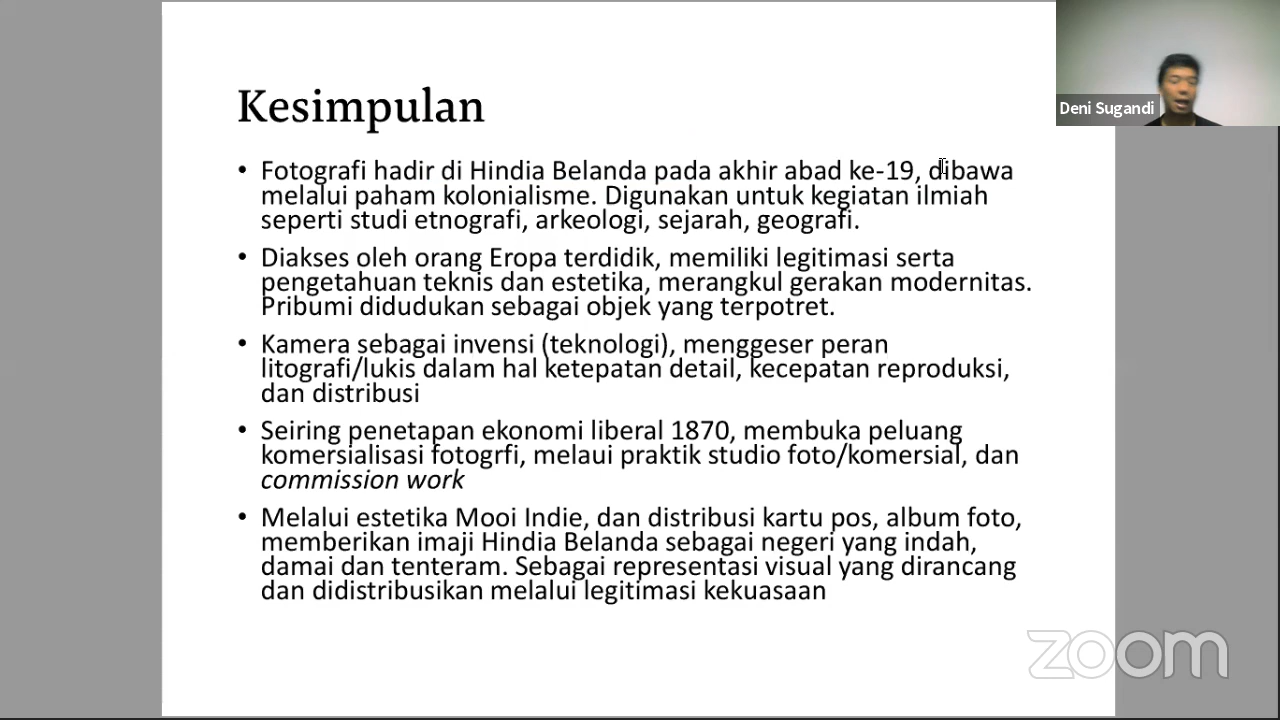 Kesimpulan
• Fotografi hadir di Hindia Belanda pada akhir abad ke-19, dibawa
melalui paham kolonialisme. Digunakan untuk kegiatan ilmiah
seperti studi etnografi, arkeologi, sejarah, geografi.
• Diakses oleh orang Eropa terdidik, memiliki legitimasi serta
pengetahuan teknis dan estetika, merangkul gerakan modernitas.
Pribumi didudukan sebagai objek yang terpotret.
• Kamera sebagai invensi (teknologi), menggeser peran
litografi/lukis dalam hal ketepatan detail, kecepatan reproduksi,
dan distribusi
• Seiring penetapan ekonomi liberal 1870, membuka peluang
komersialisasi fotogrfi, melaui praktik studio foto/komersial, dan
commission work
• Melalui estetika Mooi Indie, dan distribusi kartu pos, album foto,
memberikan imaji Hindia Belanda sebagai negeri yang indah,
damai dan tenteram. Sebagai representasi visual yang dirancang
dan didistribusikan melalui legitimasi kekuasaan
Deni Sugandi
zoom